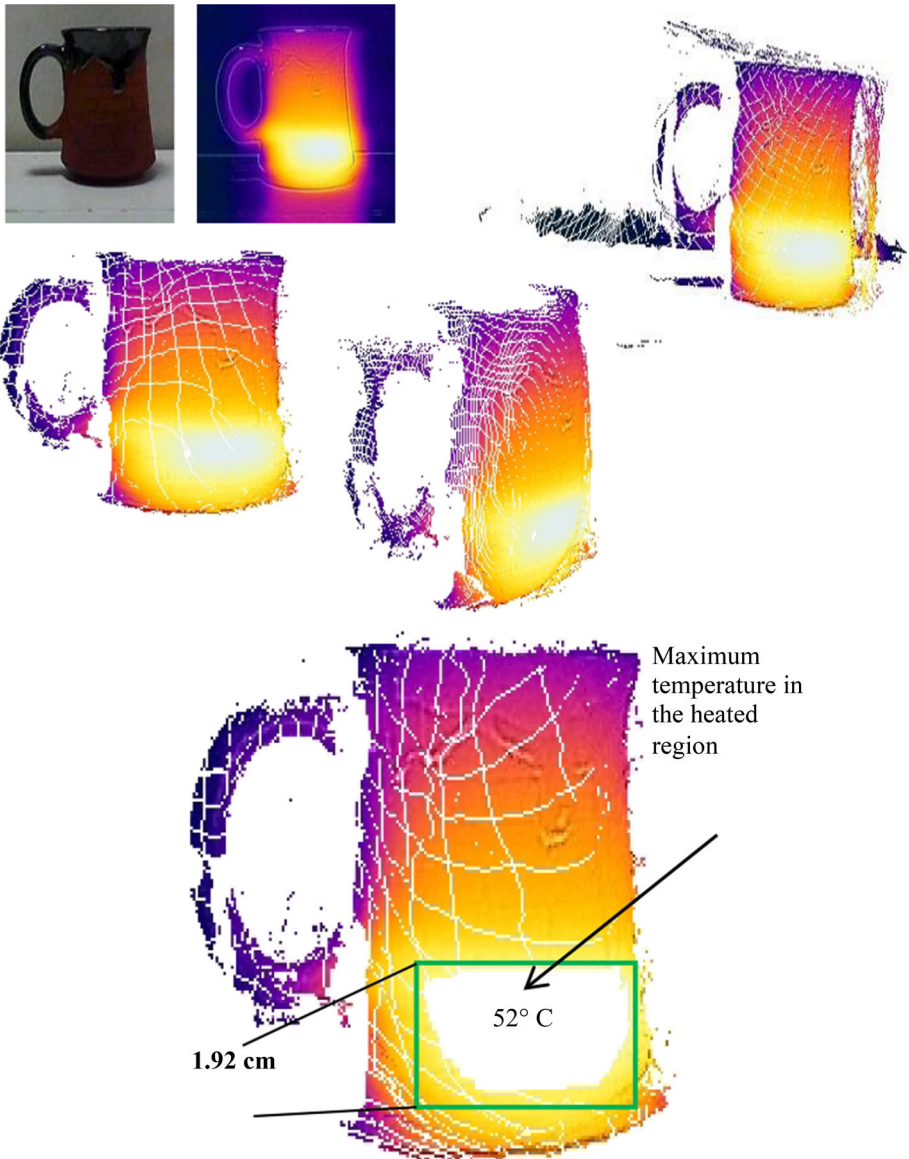 Maximum
temperature in
the heated
region
52° C
1.92 cm